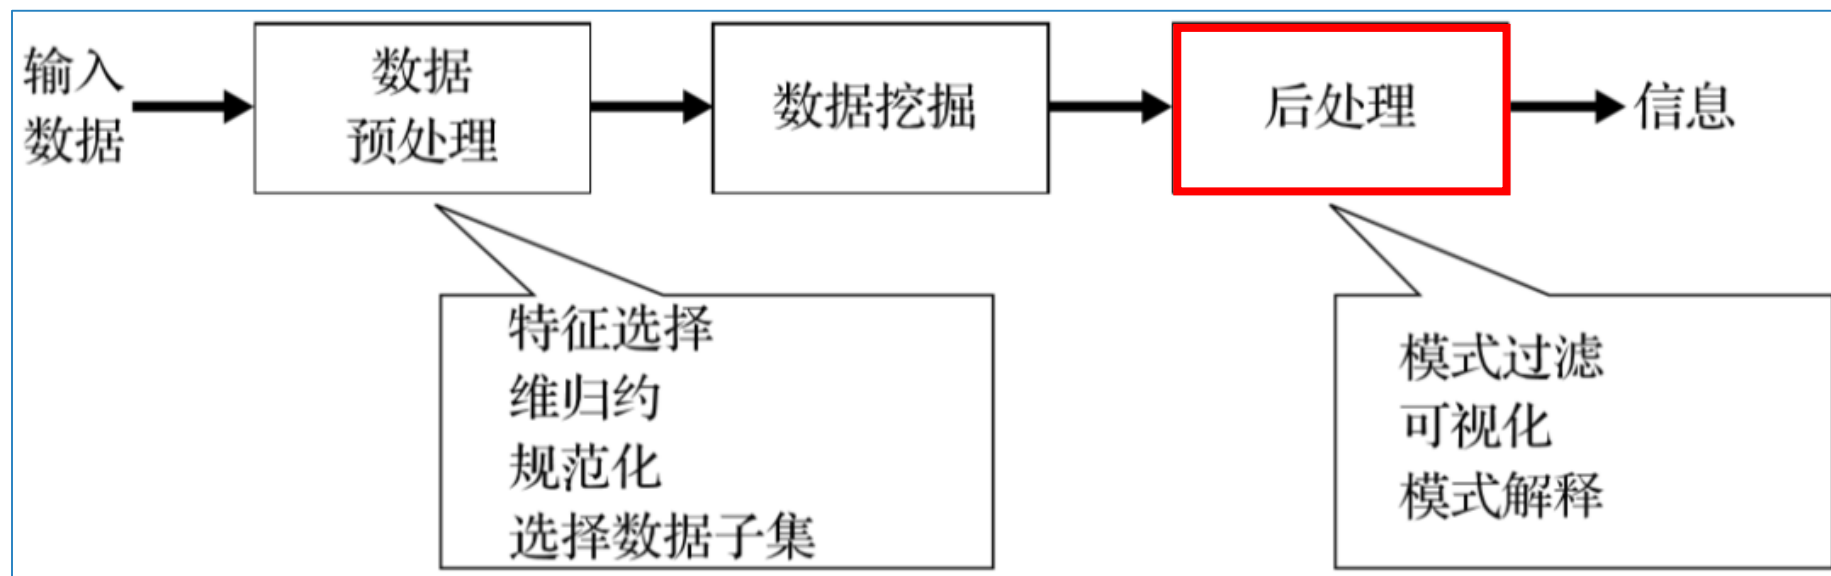 输入
数据
数据
预处理
数据挖掘
后处理
信息
特征选择
维归约
规范化
选择数据子集
模式过滤
可视化
模式解释